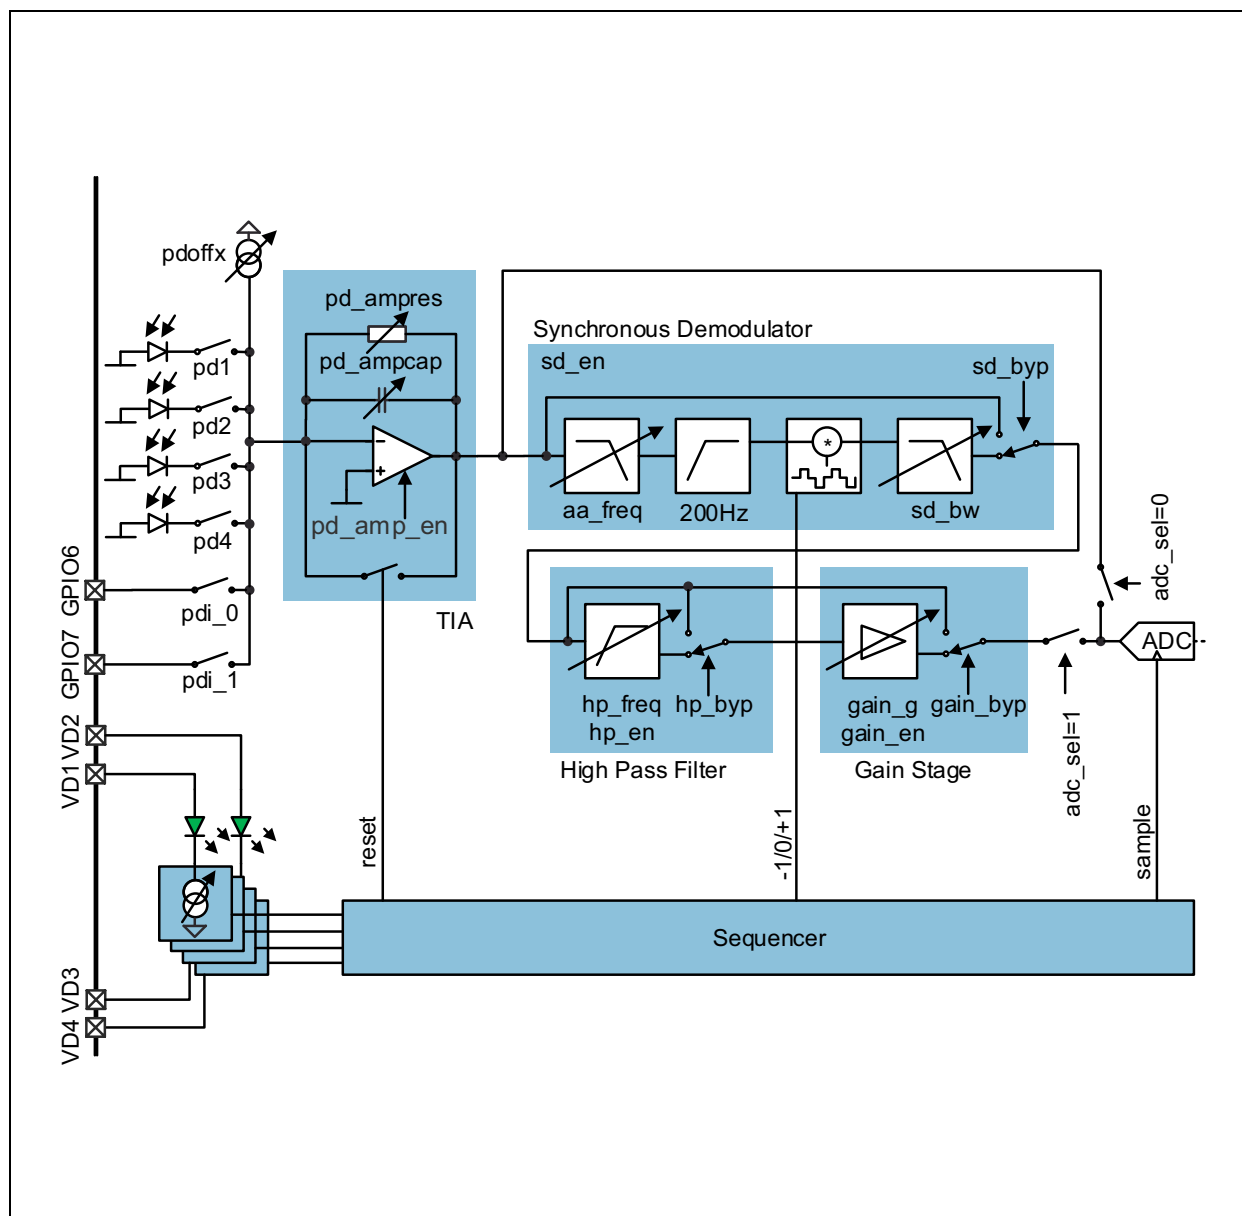 pdoffx
pd_ampres
pd_ampcap
Synchronous Demodulator
sd_en
sd_byp
pd1
pd2
pd3
pd4
pd_amp_en
aa_freq
200Hz
*
sd_bw
GPIO6
pdi_0
TIA
adc_sel=0
GPIO7
pdi_1
ADC
hp_freq
hp_en
hp_byp
gain_g
gain_en
gain_byp
High Pass Filter
Gain Stage
adc_sel=1
VD2
VD1
reset
-1/0/+1
sample
Sequencer
VD3
VD4